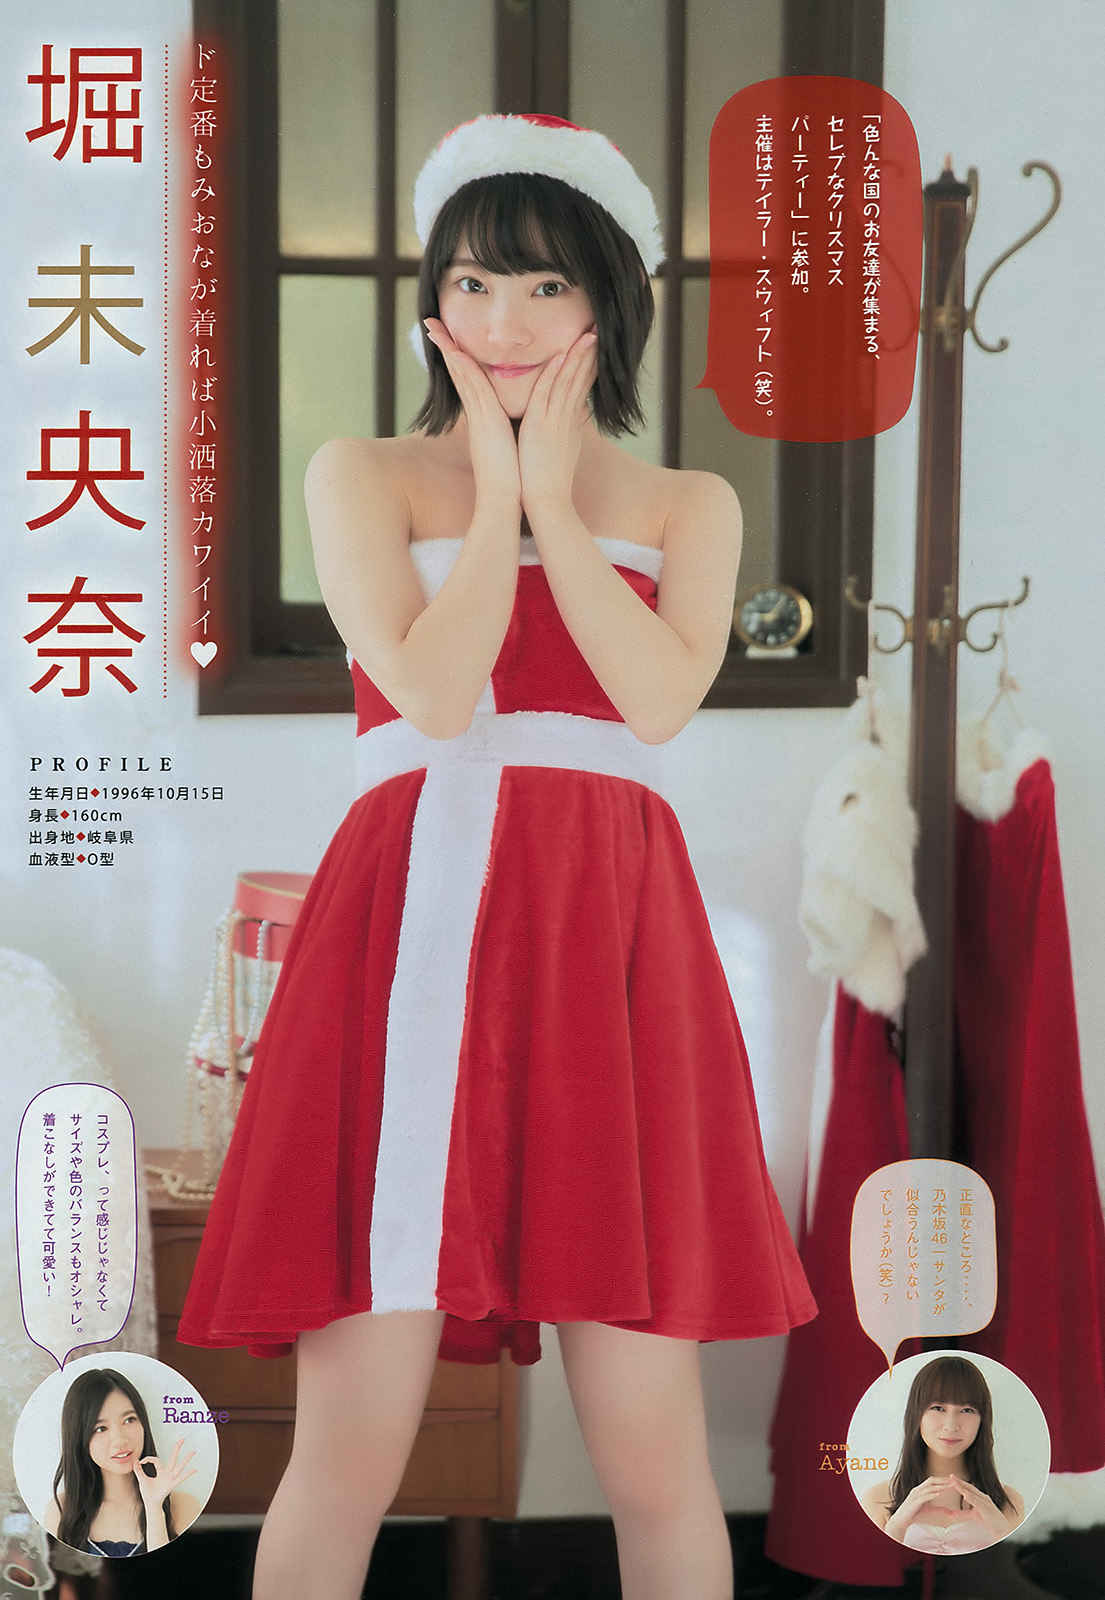 堀未央奈
ド定番もみおなが着れば小洒落カワイイ♥
「色んな国のお友達が集まる、
セレブなクリスマス
パーティー」に参加。
主催はテイラー・スウィフト（笑）。
PROFILE
生年月日◆1996年10月15日
身長◆160cm
出身地◆岐阜県
血液型◆O型
コスプレ、って感じじゃなくて
サイズや色のバランスもオシャレ。
着こなしができてて可愛い！
from
Ranze
正直なところ‥‥、
乃木坂46一サンタが
似合うんじゃない
でしょうか（笑）？
from
Ayane